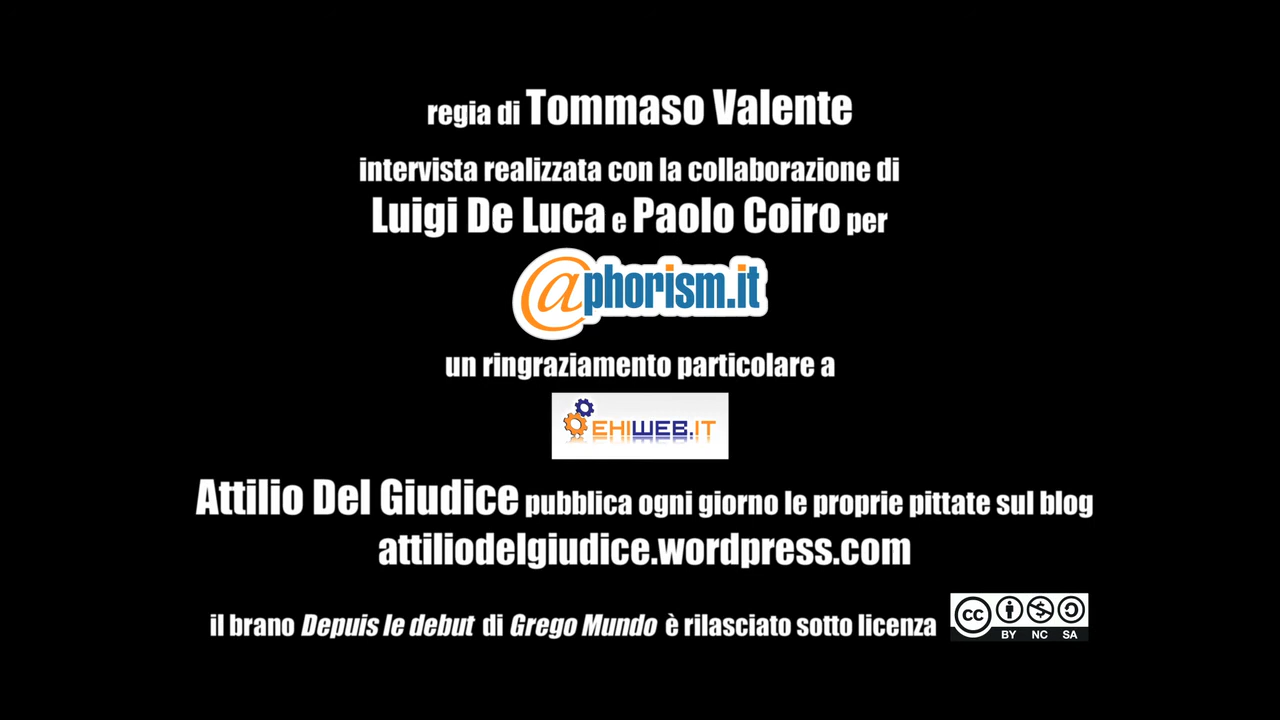 regia di Tommaso Valente
intervista realizzata con la collaborazione di
Luigi De Luca e Paolo Coiro per
@phorism.it
un ringraziamento particolare a
EHIWEB.IT
Attilio Del Giudice pubblica ogni giorno le proprie pittate sul blog
attiliodelgiudice.wordpress.com
il brano Depuis le debut di Grego Mundo è rilasciato sotto licenza
cc BY NC SA